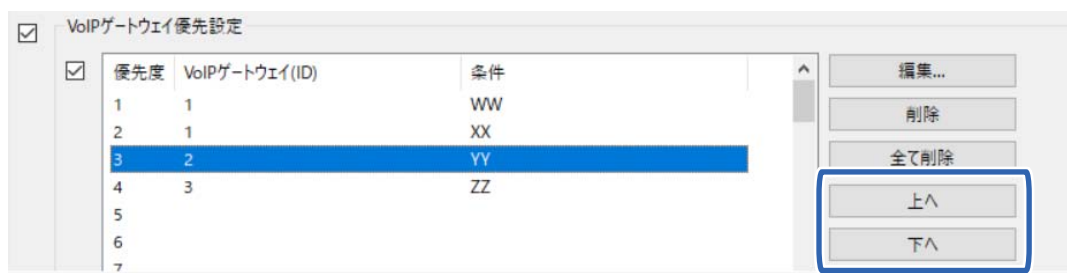 VoIPゲートウェイ優先設定
優先度 VoIPゲートウェイ(ID) 条件
1 1 WW
2 1 XX
3 2 YY
4 3 ZZ
5
6
7
編集...
削除
全て削除
上へ
下へ